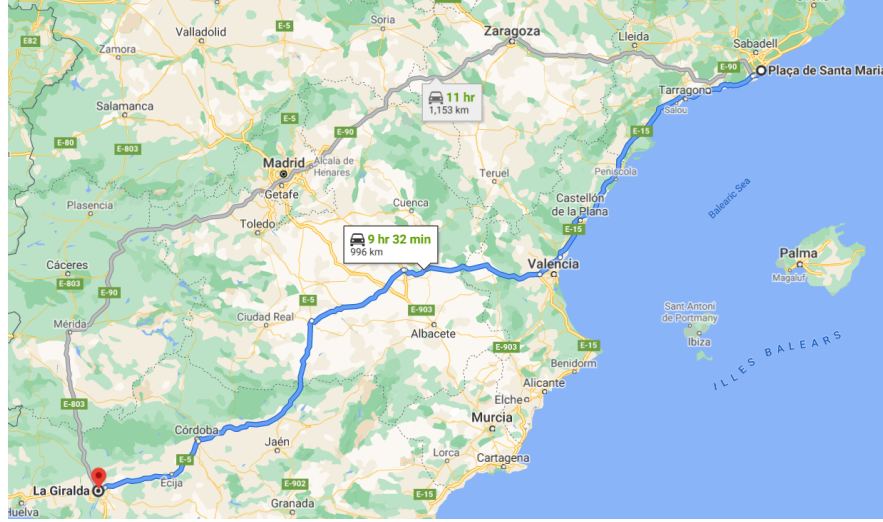 E-5
Soria
Valladolid
E82
Zamora
Zaragoza
Lleida
Sabadell
E-90
Plaça de Santa Maria
Tarragona
Salou
11 hr
1,153 km
Salamanca
E-5
E-90
E-15
E-80
E-803
Madrid
Alcala de
Henares
Getafe
Teruel
Peniscola
Plasencia
Cuenca
Castellón
de la Plana
Balearic Sea
Toledo
E-15
9 hr 32 min
996 km
Palma
Magaluf
Cáceres
E-803
Valencia
E-90
E-5
Sant Antoni
de Portmany
Ibiza
E-903
Mérida
Ciudad Real
Albacete
E-903
E-15
ILLES BALEARS
Benidorm
Alicante
Elche
E-803
Murcia
Córdoba
Jaén
Lorca
Cartagena
E-5
Écija
La Giralda
E-902
E-15
Huelva
Granada